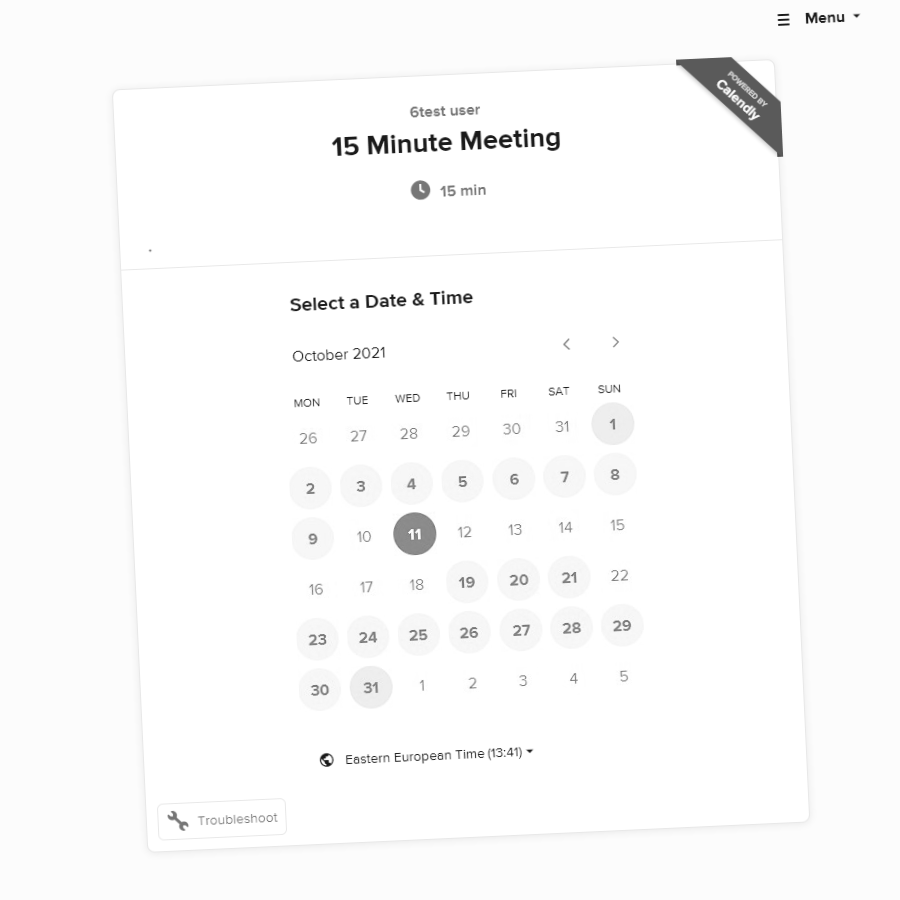 Menu
POWERED BY
Calendly
6test user
15 Minute Meeting
15 min
Select a Date & Time
October 2021
MON TUE WED THU FRI SAT SUN
26 27 28 29 30 31 1
2 3 4 5 6 7 8
9 10 11 12 13 14 15
16 17 18 19 20 21 22
23 24 25 26 27 28 29
30 31 1 2 3 4 5
Eastern European Time (13:41)
Troubleshoot